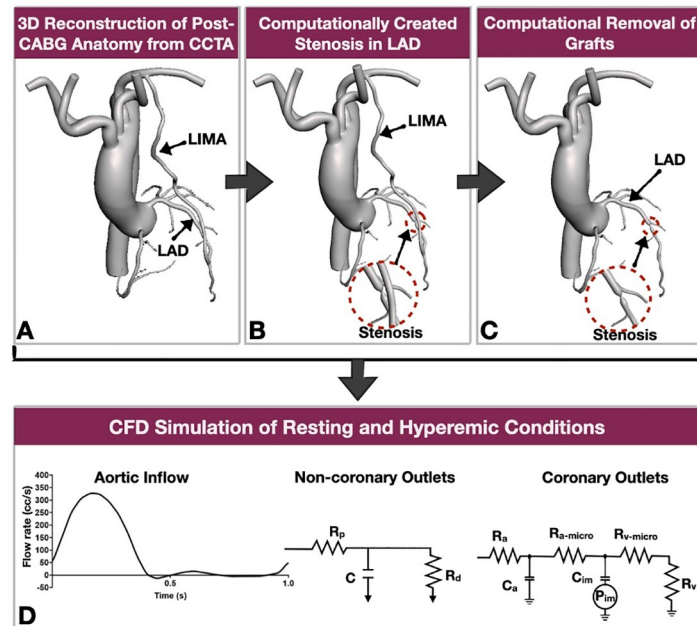 3D Reconstruction of Post-
CABG Anatomy from CCTA
Computationally Created
Stenosis in LAD
Computational Removal of
Grafts
LIMA
LAD
A
LIMA
Stenosis
B
LAD
Stenosis
C
CFD Simulation of Resting and Hyperemic Conditions
Aortic Inflow
Flow rate (cc/s)
400
350
300
250
200
150
100
50
0
-50
0.5
1.0
Time (s)
D
Non-coronary Outlets
Rp
C
Rd
Coronary Outlets
Ra
Ra-micro
Rv-micro
Ca
Cim
Pim
Rv